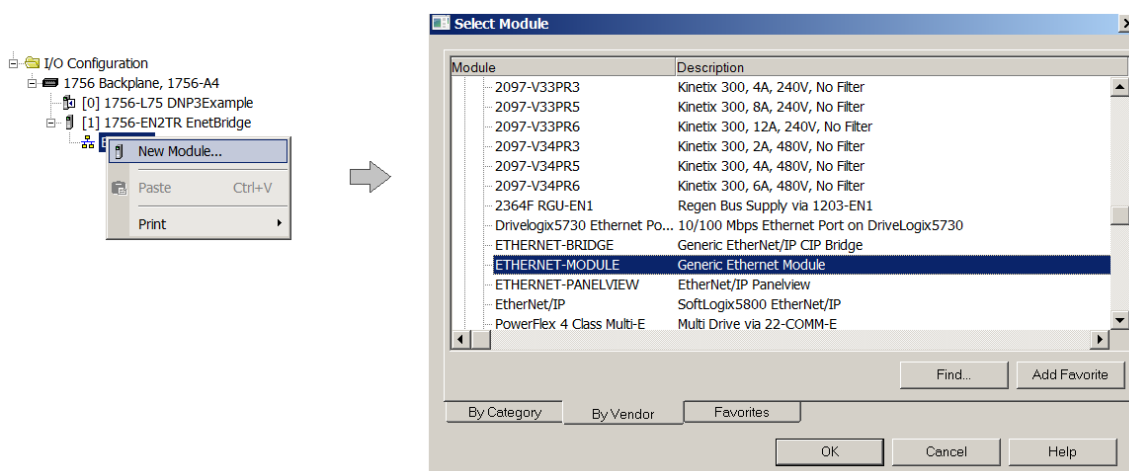 I/O Configuration
1756 Backplane, 1756-A4
[0] 1756-L75 DNP3Example
[1] 1756-EN2TR EnetBridge
New Module...
Paste Ctrl+V
Print
Select Module
Module Description
2097-V33PR3 Kinetix 300, 4A, 240V, No Filter
2097-V33PR5 Kinetix 300, 8A, 240V, No Filter
2097-V33PR6 Kinetix 300, 12A, 240V, No Filter
2097-V34PR3 Kinetix 300, 2A, 480V, No Filter
2097-V34PR5 Kinetix 300, 4A, 480V, No Filter
2097-V34PR6 Kinetix 300, 6A, 480V, No Filter
2364F RGU-EN1 Regen Bus Supply via 1203-EN1
Drivelogix5730 Ethernet Po... 10/100 Mbps Ethernet Port on DriveLogix5730
ETHERNET-BRIDGE Generic EtherNet/IP CIP Bridge
ETHERNET-MODULE Generic Ethernet Module
ETHERNET-PANELVIEW EtherNet/IP Panelview
EtherNet/IP SoftLogix5800 EtherNet/IP
PowerFlex 4 Class Multi-E Multi Drive via 22-COMM-E
Find... Add Favorite
By Category By Vendor Favorites
OK Cancel Help